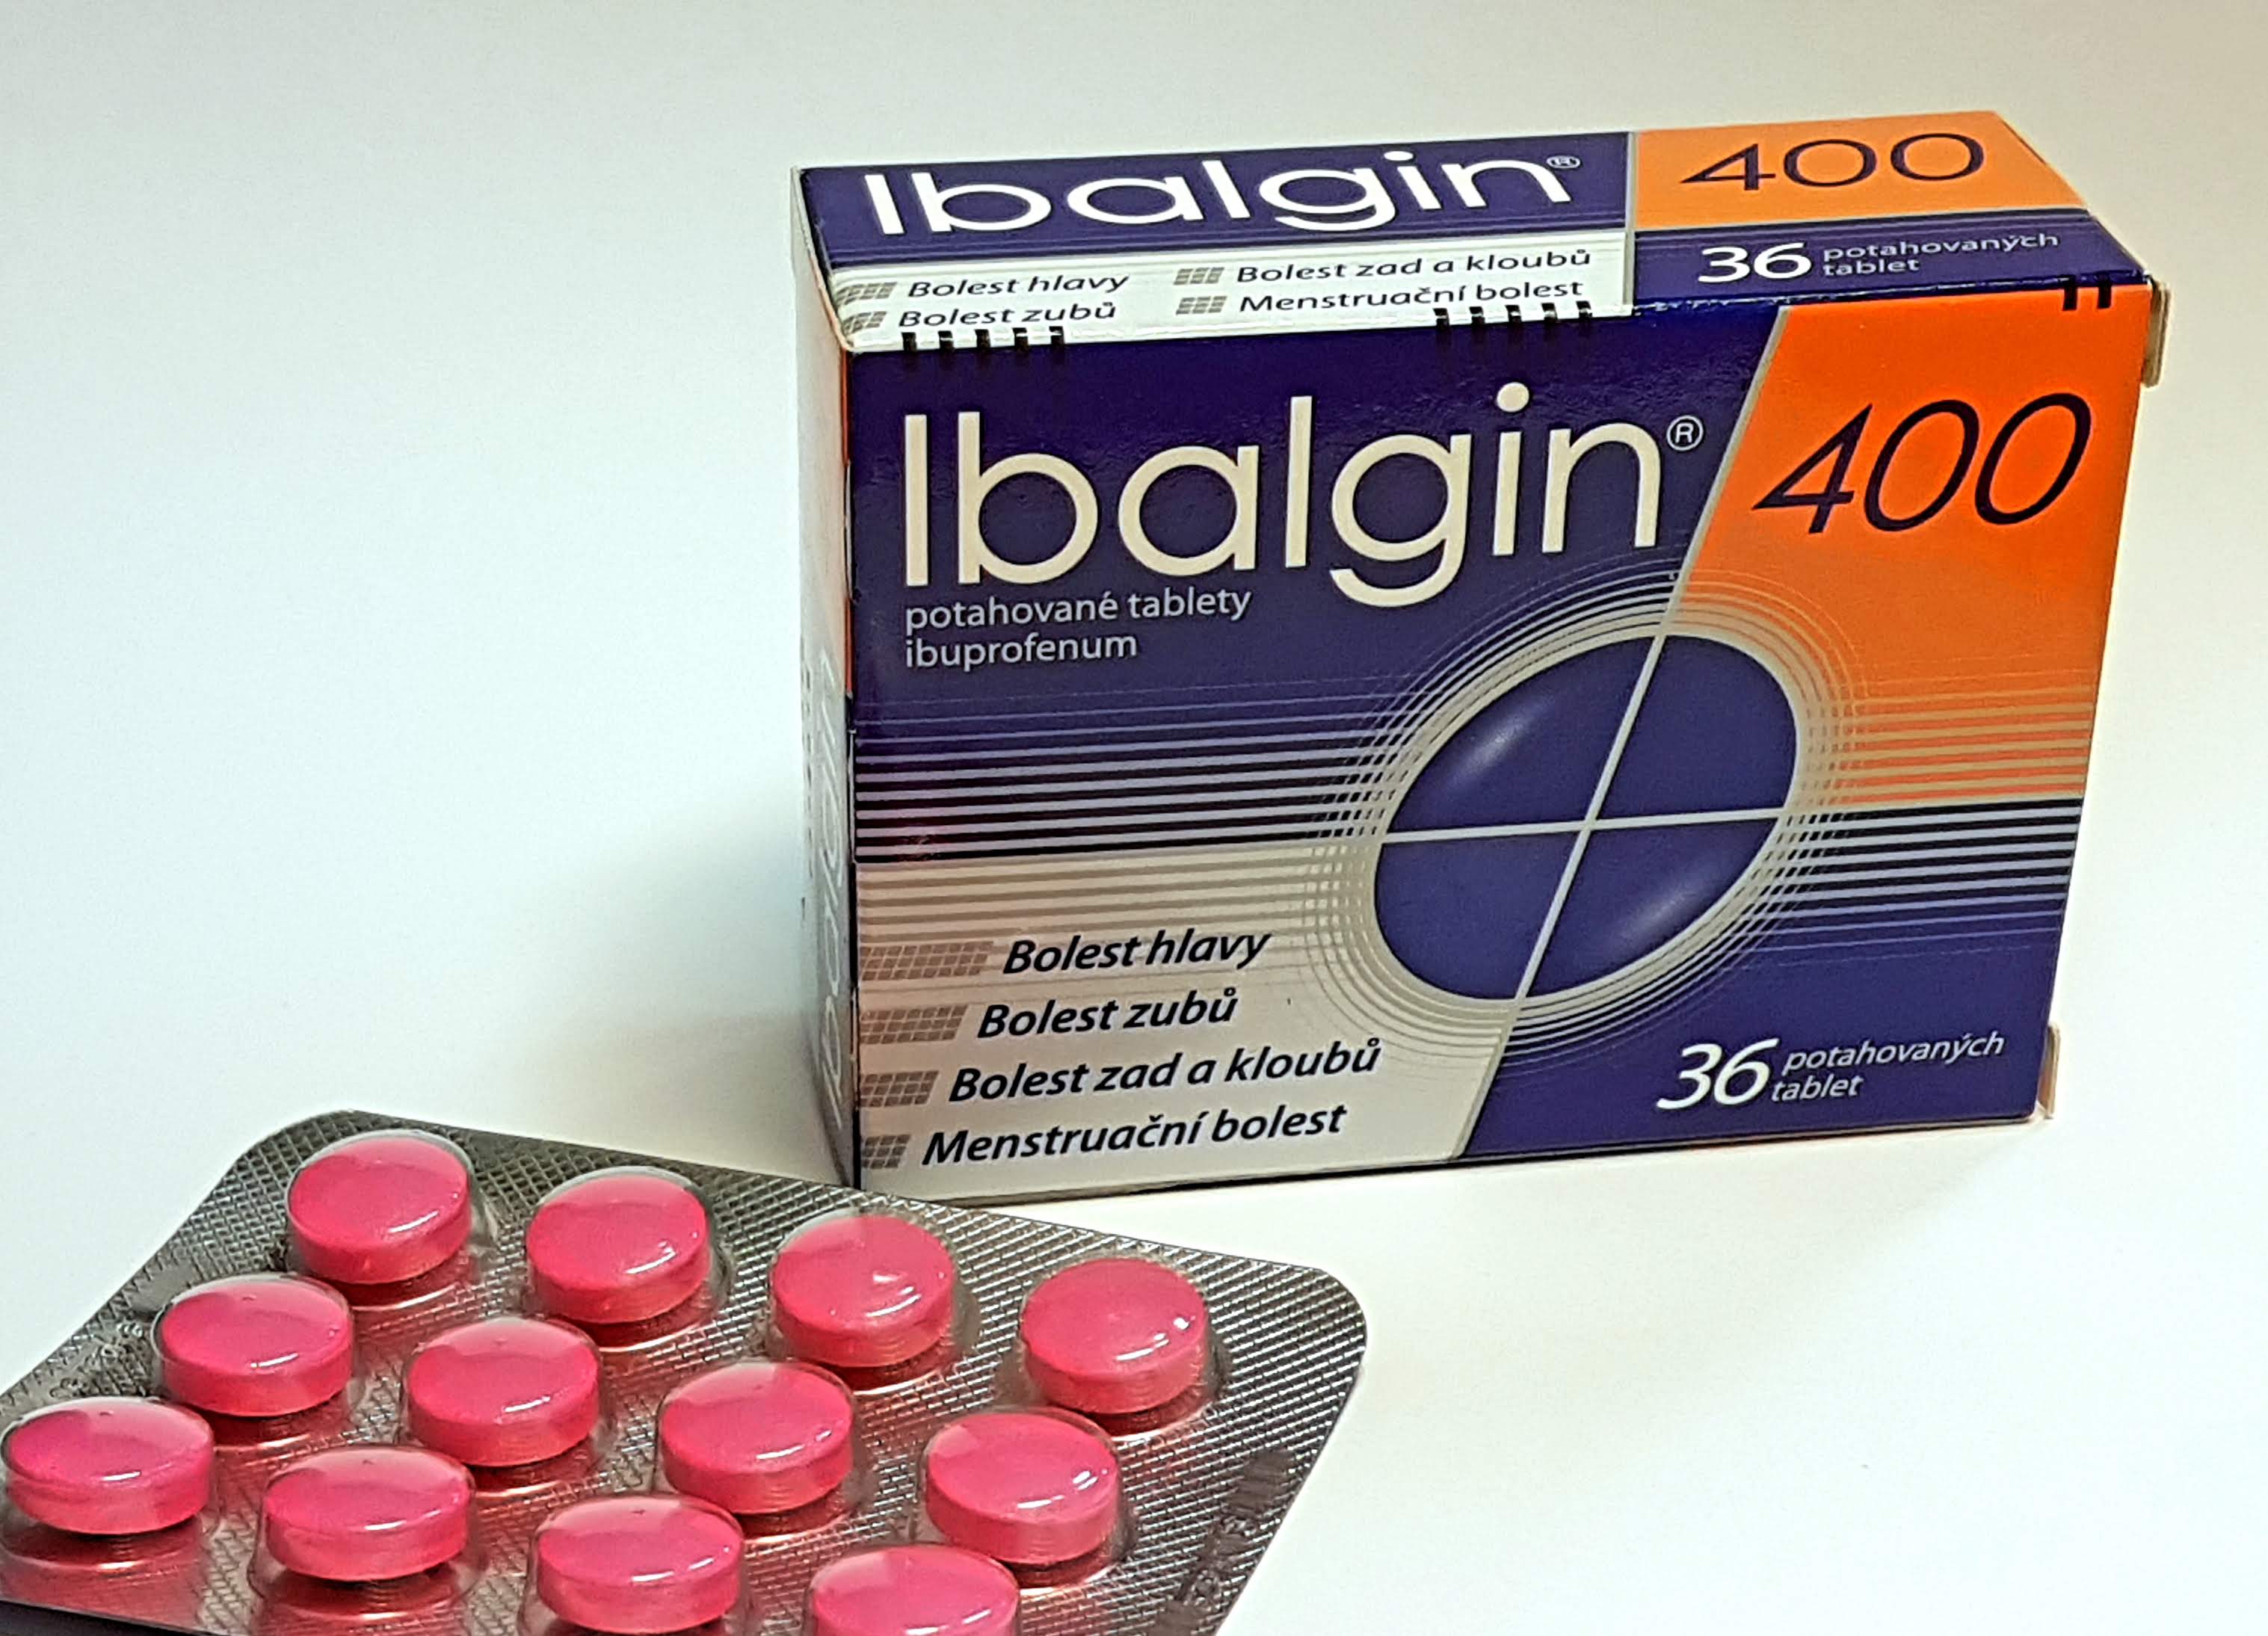 Ibalgin® 400
Bolest hlavy
Bolest zubů
Bolest zad a kloubů
Menstruační bolest
36 potahovaných
tablet
Ibalgin® 400
potahované tablety
ibuprofenum
Bolest hlavy
Bolest zubů
Bolest zad a kloubů
Menstruační bolest
36 potahovaných
tablet